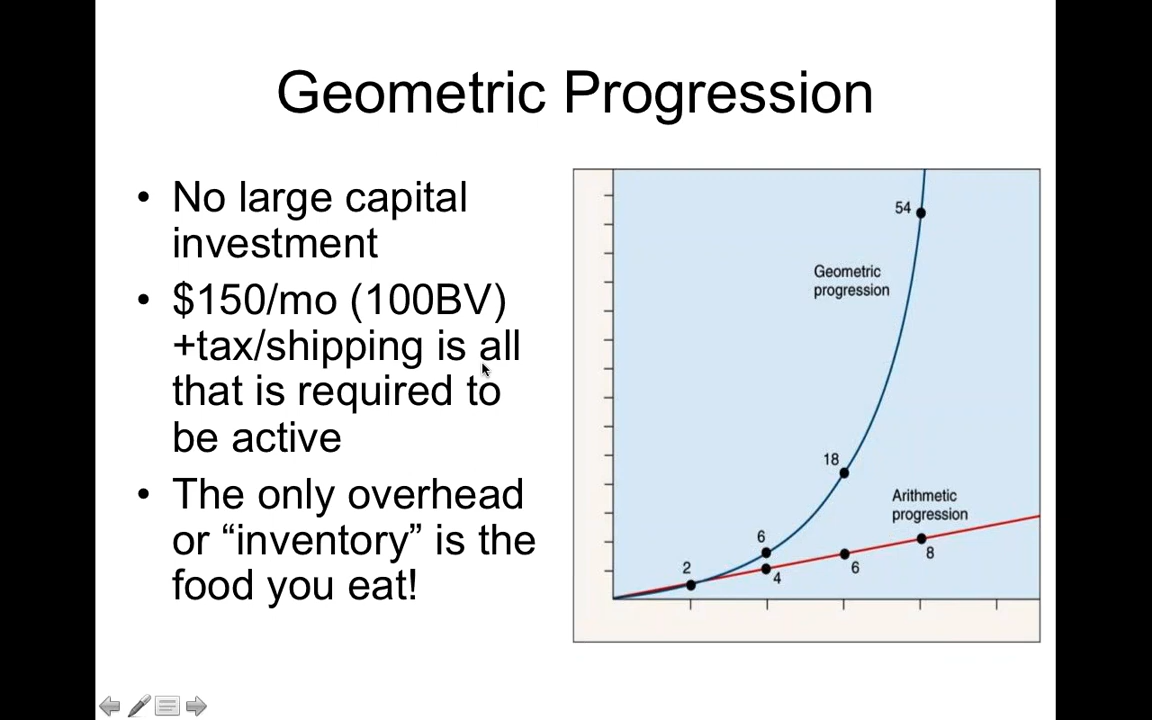 Geometric Progression
• No large capital
investment
• $150/mo (100BV)
+tax/shipping is all
that is required to
be active
• The only overhead
or “inventory” is the
food you eat!
54
Geometric
progression
18
Arithmetic
progression
6
2
4
6
8